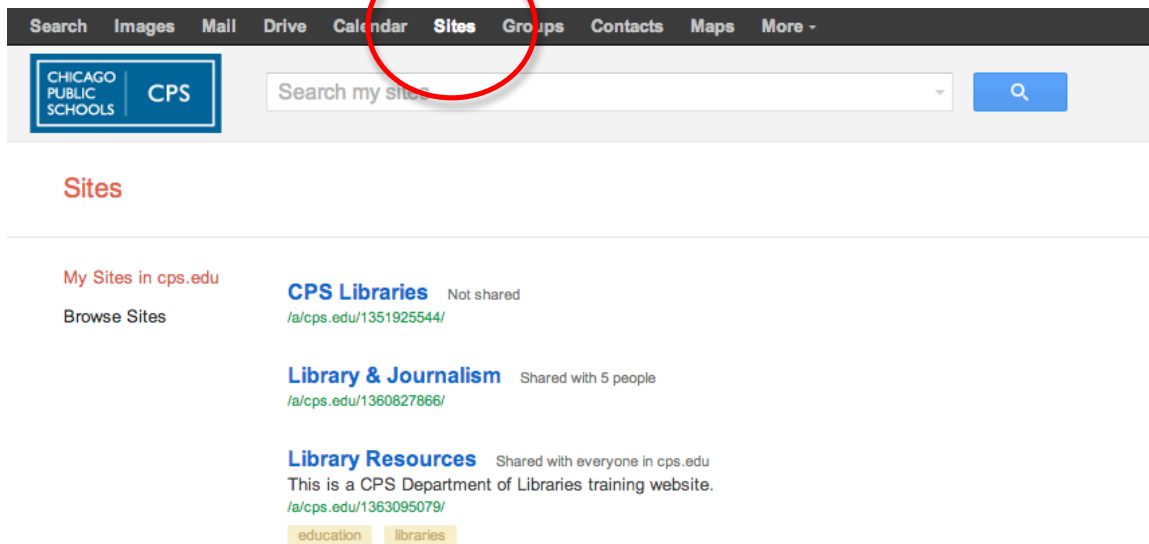 Search Images Mail Drive Calendar Sites Groups Contacts Maps More
CHICAGO
PUBLIC
SCHOOLS
CPS
Search my sites
Sites
My Sites in cps.edu
Browse Sites
CPS Libraries Not shared
/a/cps.edu/1351925544/
Library & Journalism Shared with 5 people
/a/cps.edu/1360827866/
Library Resources Shared with everyone in cps.edu
This is a CPS Department of Libraries training website.
/a/cps.edu/1363095079/
education libraries